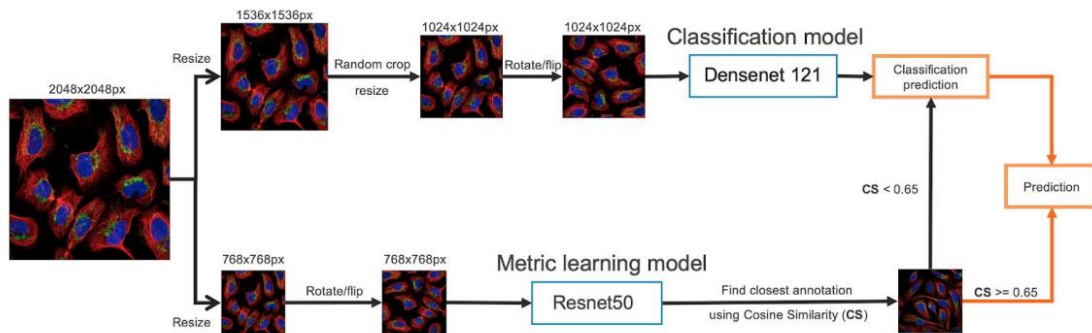 1536x1536px
1024x1024px
1024x1024px
Classification model
Resize
Random crop
resize
Rotate/flip
Densenet 121
Classification
prediction
2048x2048px
CS < 0.65
Prediction
768x768px
768x768px
Metric learning model
Rotate/flip
Resnet50
Find closest annotation
using Cosine Similarity (CS)
CS >= 0.65
Resize